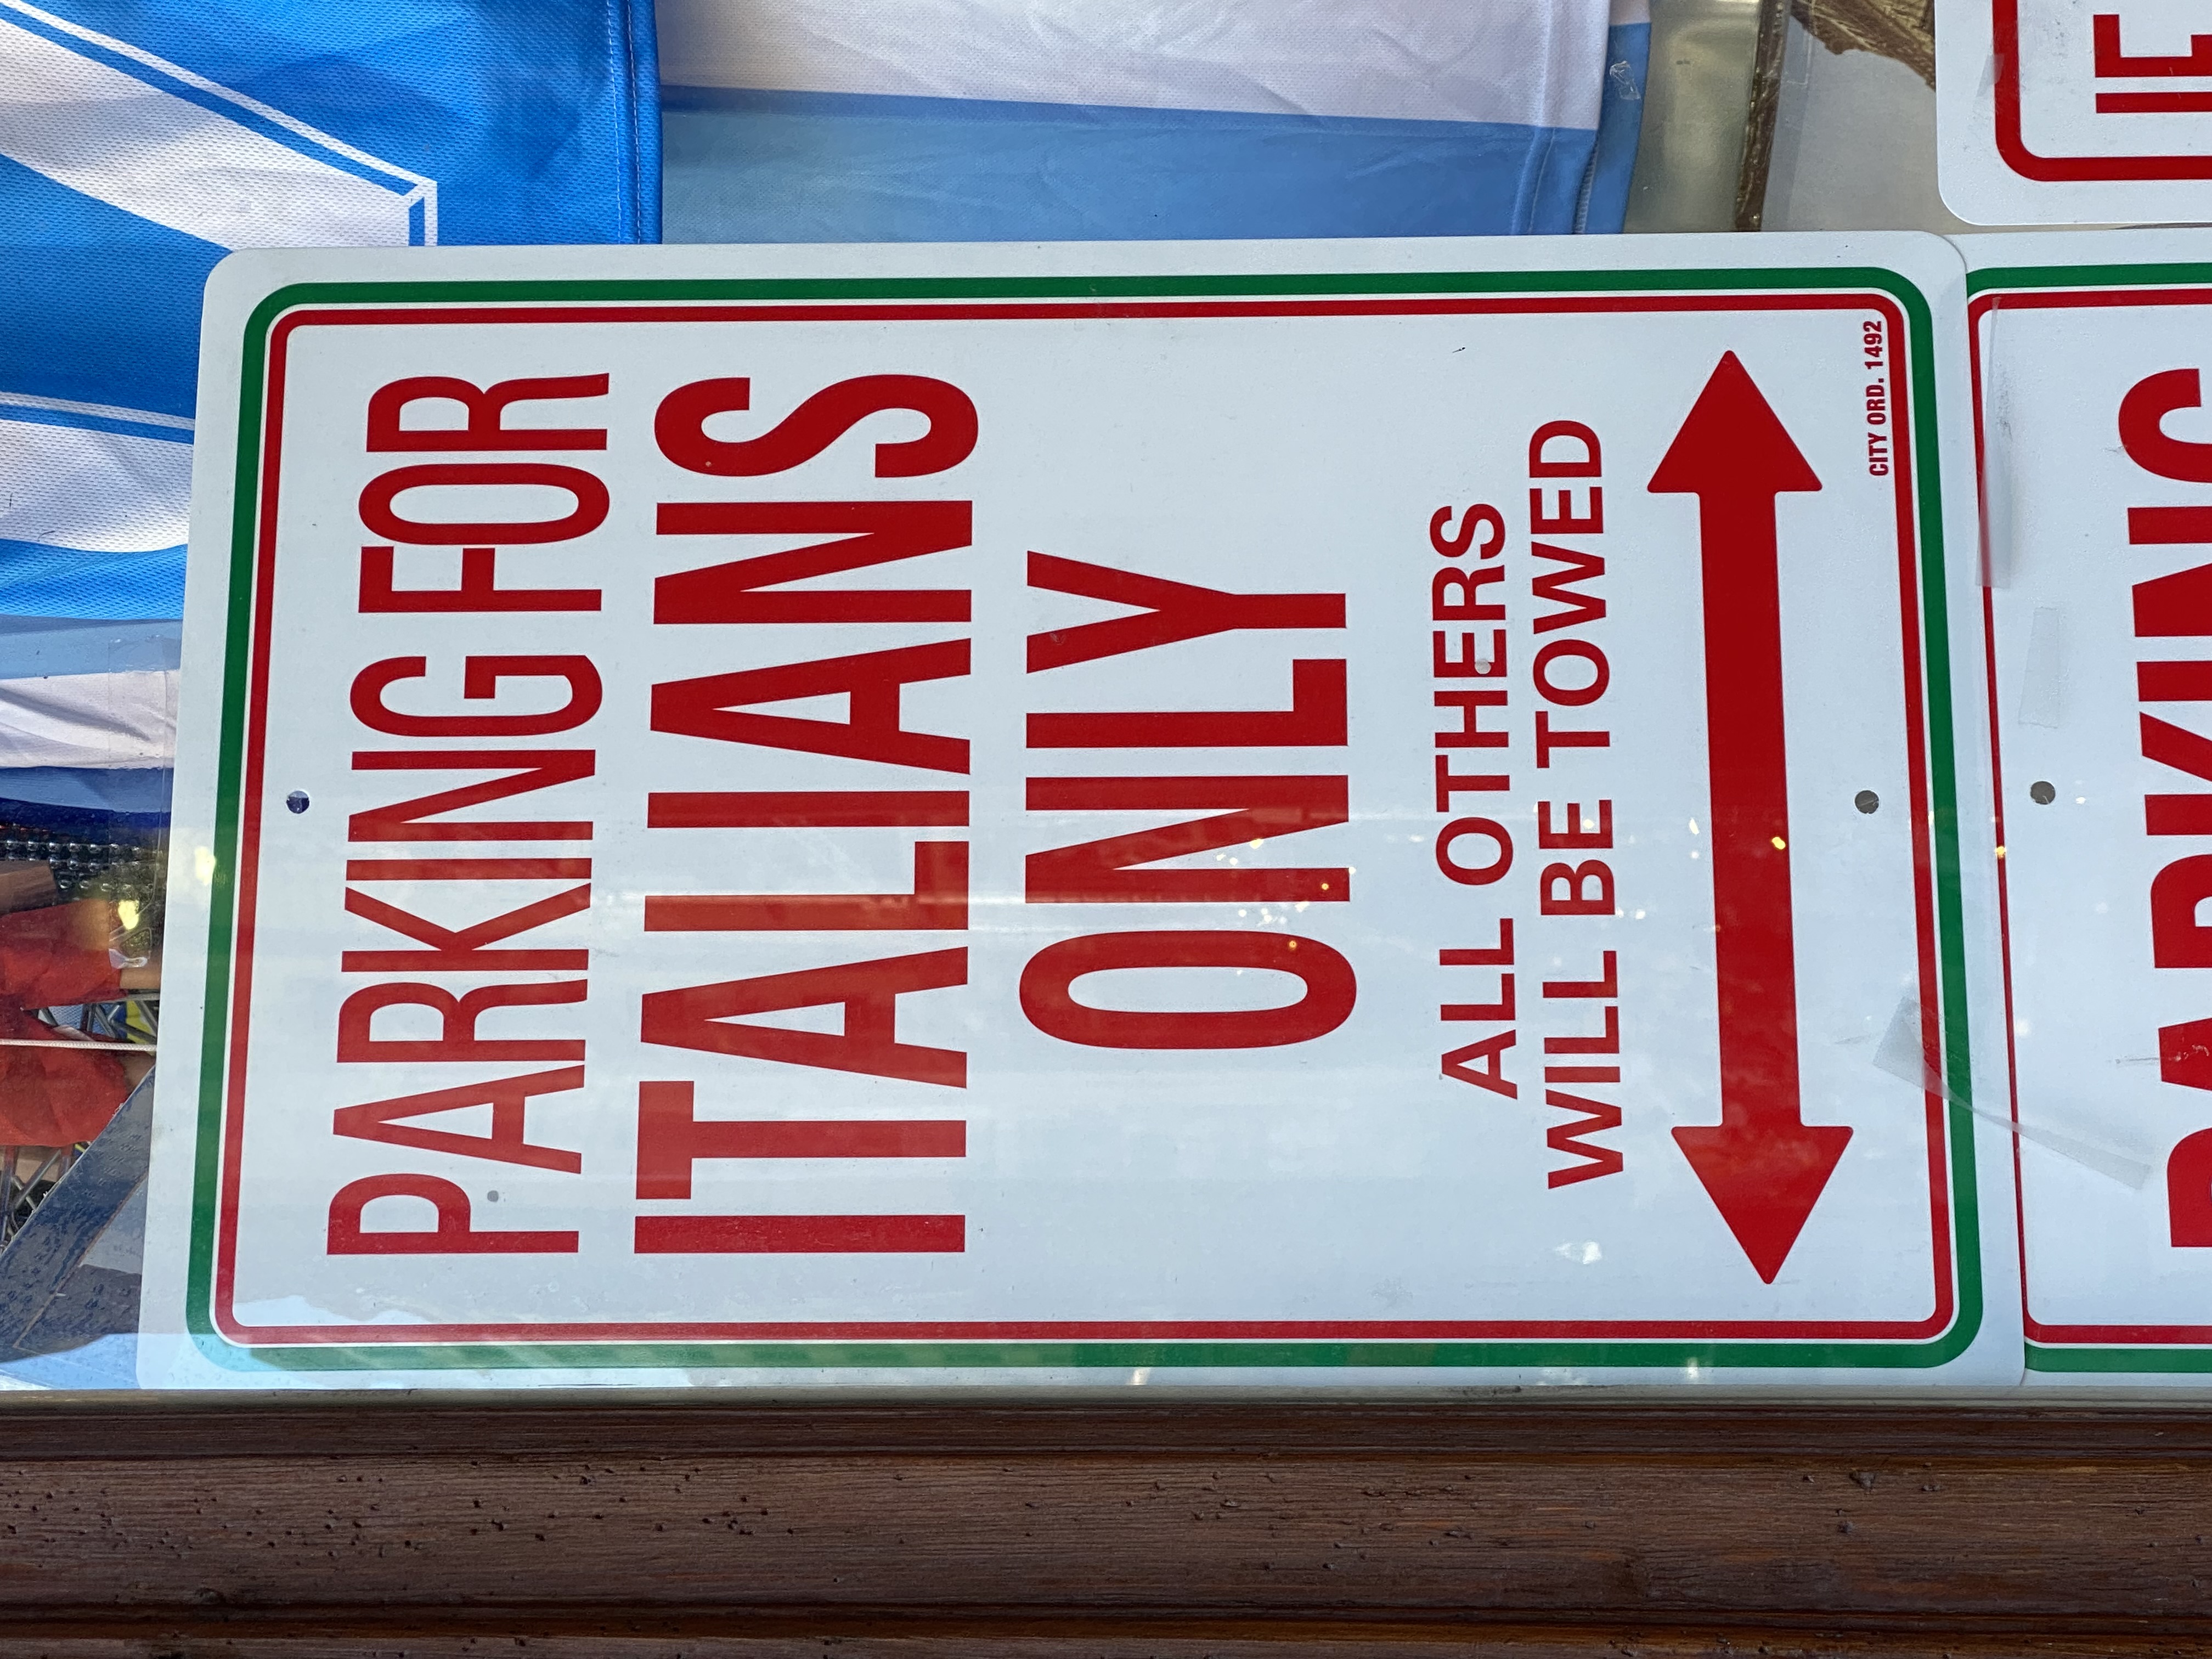 PARKING FOR
ITALIANS
ONLY
ALL OTHERS
WILL BE TOWED
CITY ORD. 1492